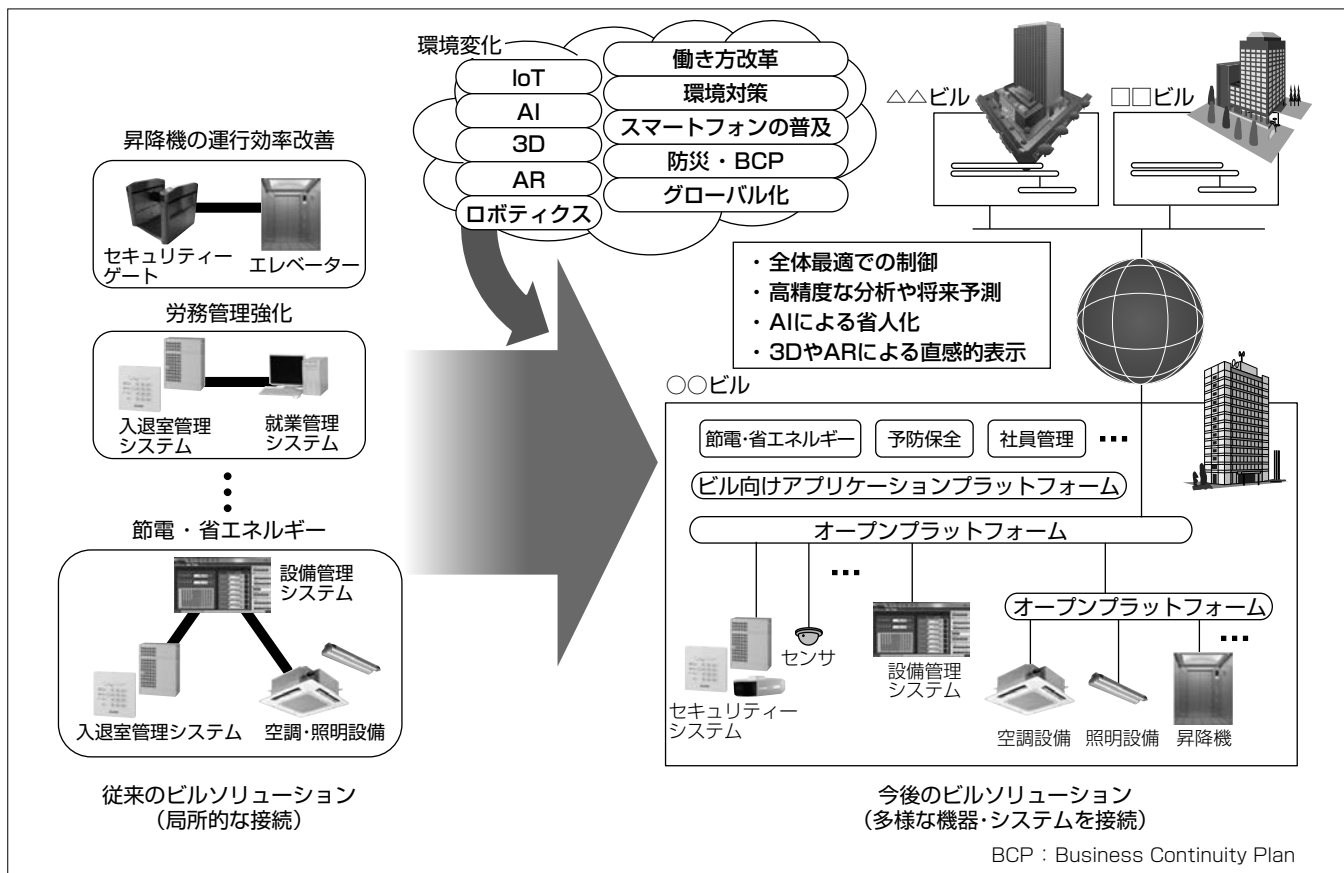 環境変化
IoT
AI
3D
AR
ロボティクス
働き方改革
環境対策
スマートフォンの普及
防災・BCP
グローバル化
昇降機の運行効率改善
セキュリティー
ゲート
エレベーター
労務管理強化
入退室管理
システム
就業管理
システム
節電・省エネルギー
設備管理
システム
入退室管理システム
空調・照明設備
従来のビルソリューション
（局所的な接続）
△△ビル
□□ビル
・全体最適での制御
・高精度な分析や将来予測
・AIによる省人化
・3DやARによる直感的表示
○○ビル
節電・省エネルギー
予防保全
社員管理
…
ビル向けアプリケーションプラットフォーム
オープンプラットフォーム
…
オープンプラットフォーム
…
セキュリティー
システム
センサ
設備管理
システム
空調設備
照明設備
昇降機
今後のビルソリューション
（多様な機器・システムを接続）
BCP：Business Continuity Plan